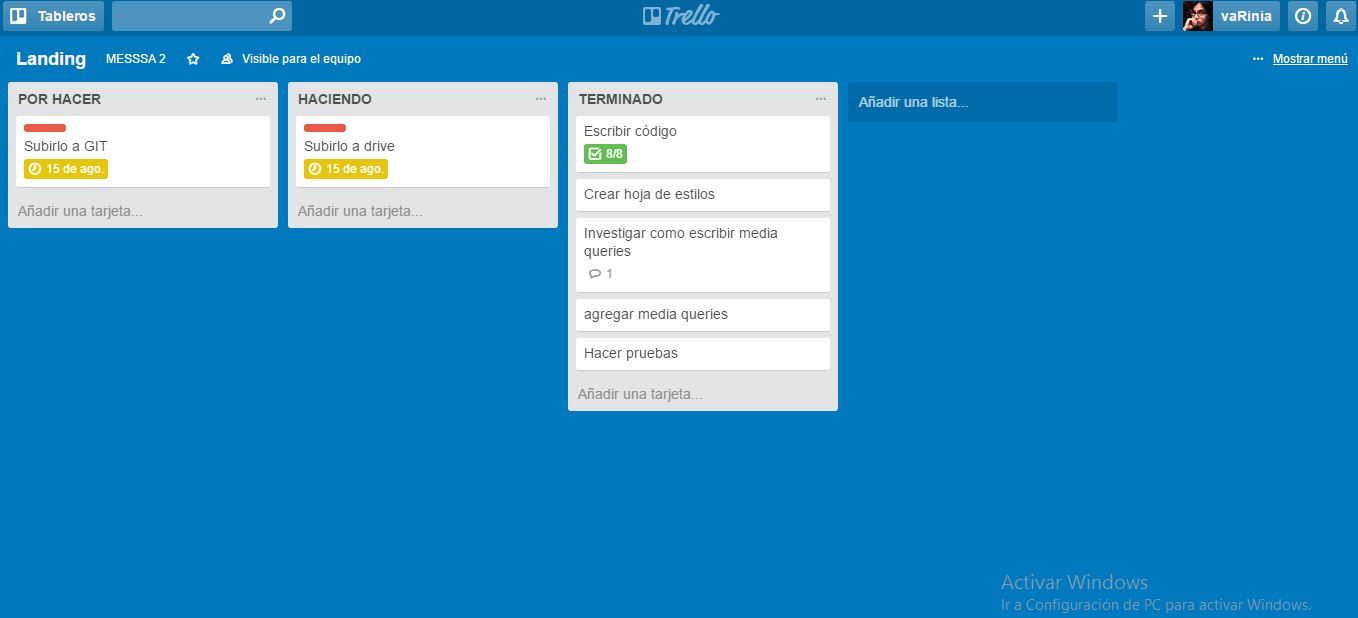 Tableros
Trello
vaRinia
Landing
MESSSA 2
Visible para el equipo
... Mostrar menú
POR HACER ...
Subirlo a GIT
15 de ago.
Añadir una tarjeta...
HACIENDO ...
Subirlo a drive
15 de ago.
Añadir una tarjeta...
TERMINADO ...
Escribir código
8/8
Crear hoja de estilos
Investigar como escribir media
queries
1
agregar media queries
Hacer pruebas
Añadir una tarjeta...
Añadir una lista...
Activar Windows
Ir a Configuración de PC para activar Windows.